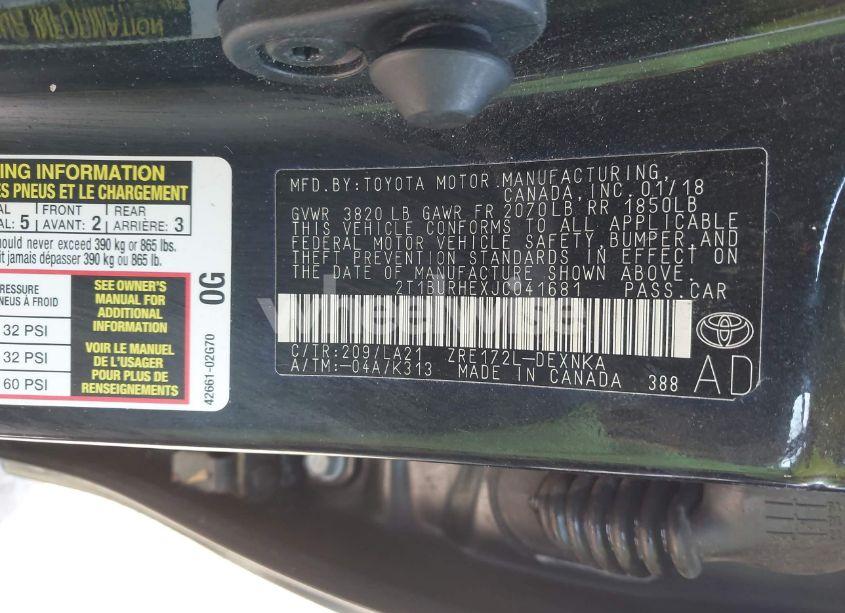 ING INFORMATION
ES PNEUS ET LE CHARGEMENT
AL FRONT REAR
AL: 5 AVANT: 2 ARRIÈRE: 3
hould never exceed 390 kg or 865 lbs.
it jamais dépasser 390 kg ou 865 lb.
PRESSURE
NEUS À FROID
32 PSI
32 PSI
60 PSI
SEE OWNER'S
MANUAL FOR
ADDITIONAL
INFORMATION
VOIR LE MANUEL
DE L'USAGER
POUR PLUS DE
RENSEIGNEMENTS
0G
42661-02G70
MFD.BY:TOYOTA MOTOR MANUFACTURING,
CANADA, INC. 01/18
GVWR 3820 LB GAWR FR 2070LB RR 1850LB
THIS VEHICLE CONFORMS TO ALL APPLICABLE
FEDERAL MOTOR VEHICLE SAFETY, BUMPER, AND
THEFT PREVENTION STANDARDS IN EFFECT ON
THE DATE OF MANUFACTURE SHOWN ABOVE.
2T1BURHEXJC041681 PASS.CAR
wheelwise
C/TR:209/LA21 ZRE172L-DEXNKA
A/TM:-04A/K313 MADE IN CANADA 388
AD